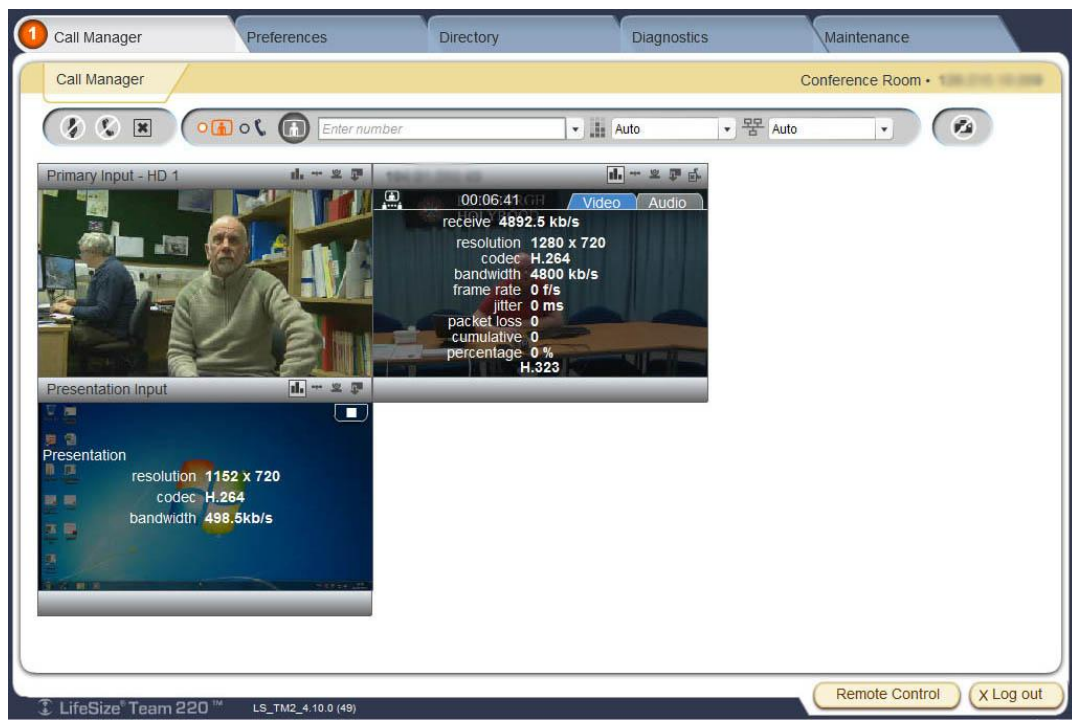 1
Call Manager
Preferences
Directory
Diagnostics
Maintenance
Call Manager
Conference Room •
Enter number
Auto
Auto
Primary Input - HD 1
00:06:41
Video
Audio
receive 4892.5 kb/s
resolution 1280 x 720
codec H.264
bandwidth 4800 kb/s
frame rate 0 f/s
jitter 0 ms
packet loss 0
cumulative 0
percentage 0 %
H.323
Presentation Input
Presentation
resolution 1152 x 720
codec H.264
bandwidth 498.5kb/s
Remote Control
X Log out
LifeSize® Team 220™
LS_TM2_4.10.0 (49)